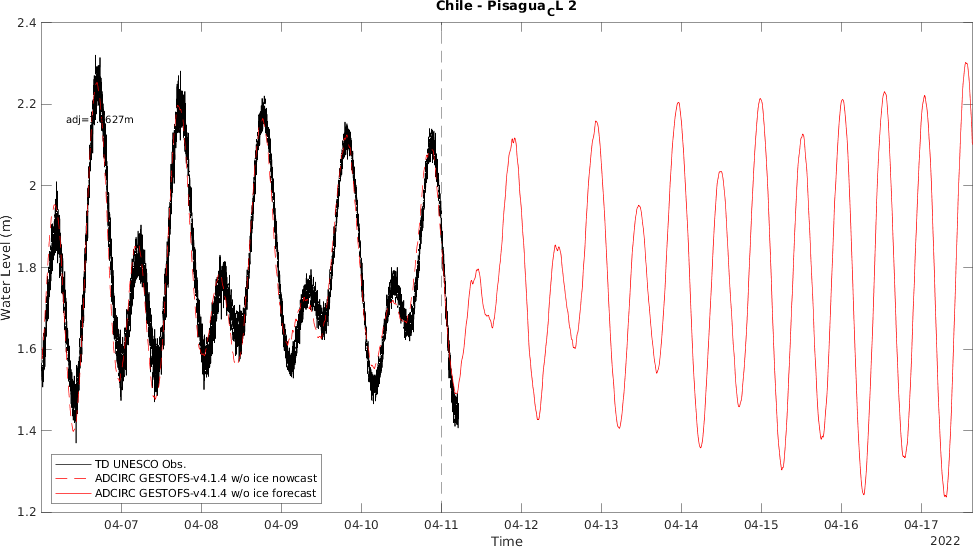 Chile - Pisagua_CL 2
2.4
2.2
2
1.8
1.6
1.4
1.2
Water Level (m)
TD UNESCO Obs.
ADCIRC GESTOFS-v4.1.4 w/o ice nowcast
ADCIRC GESTOFS-v4.1.4 w/o ice forecast
04-07 04-08 04-09 04-10 04-11 04-12 04-13 04-14 04-15 04-16 04-17
Time
2022